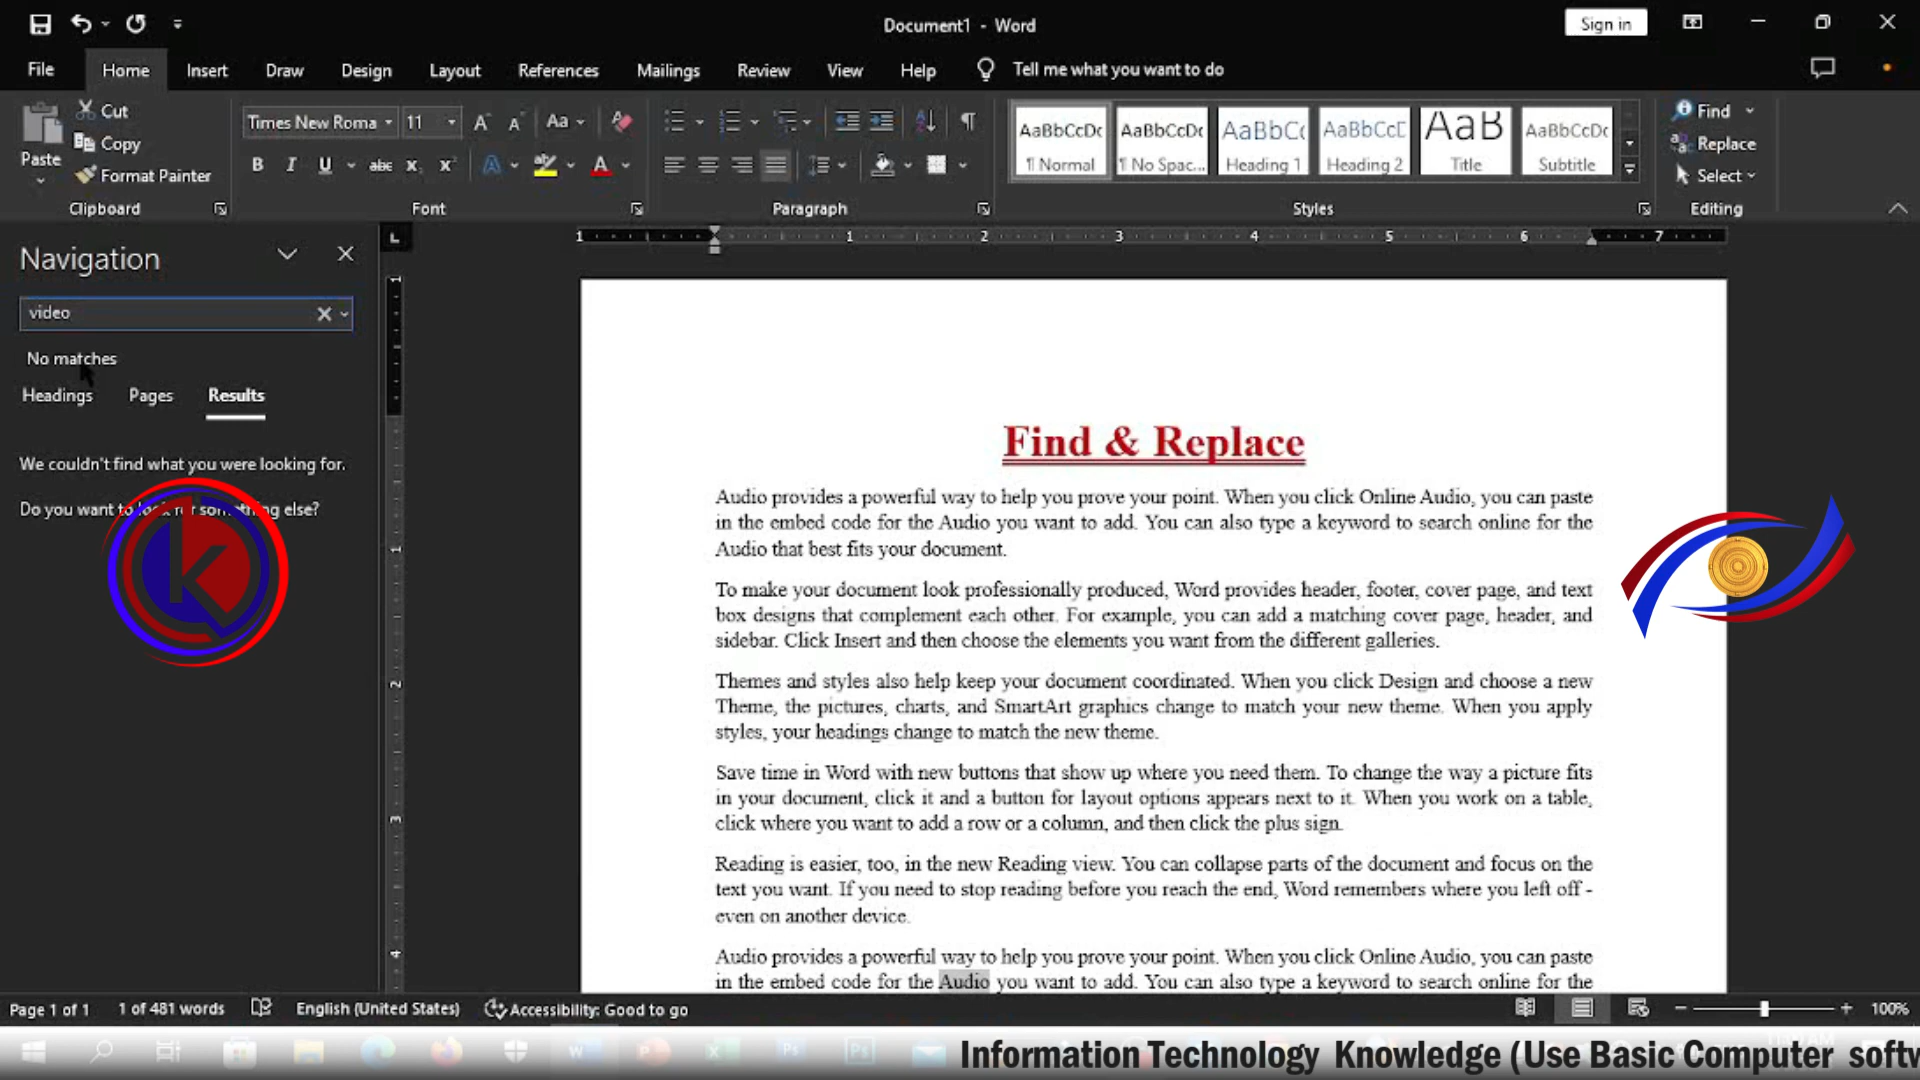 Document1 - Word
Sign in
File Home Insert Draw Design Layout References Mailings Review View Help Tell me what you want to do
Paste
Cut
Copy
Format Painter
Clipboard
Times New Roma 11
Font
Paragraph
AaBbCcDc AaBbCcDc AaBbC AaBbCcE AaB AaBbCcDc
¶ Normal ¶ No Spac... Heading 1 Heading 2 Title Subtitle
Styles
Find
Replace
Select
Editing
Navigation
video
No matches
Headings Pages Results
We couldn't find what you were looking for.
Do you want to look for something else?
1 1 2 3 4 5 6 7
Find & Replace
Audio provides a powerful way to help you prove your point. When you click Online Audio, you can paste
in the embed code for the Audio you want to add. You can also type a keyword to search online for the
Audio that best fits your document.
To make your document look professionally produced, Word provides header, footer, cover page, and text
box designs that complement each other. For example, you can add a matching cover page, header, and
sidebar. Click Insert and then choose the elements you want from the different galleries.
Themes and styles also help keep your document coordinated. When you click Design and choose a new
Theme, the pictures, charts, and SmartArt graphics change to match your new theme. When you apply
styles, your headings change to match the new theme.
Save time in Word with new buttons that show up where you need them. To change the way a picture fits
in your document, click it and a button for layout options appears next to it. When you work on a table,
click where you want to add a row or a column, and then click the plus sign.
Reading is easier, too, in the new Reading view. You can collapse parts of the document and focus on the
text you want. If you need to stop reading before you reach the end, Word remembers where you left off -
even on another device.
Audio provides a powerful way to help you prove your point. When you click Online Audio, you can paste
in the embed code for the Audio you want to add. You can also type a keyword to search online for the
Page 1 of 1 1 of 481 words English (United States) Accessibility: Good to go 100%
Information Technology Knowledge (Use Basic Computer softw